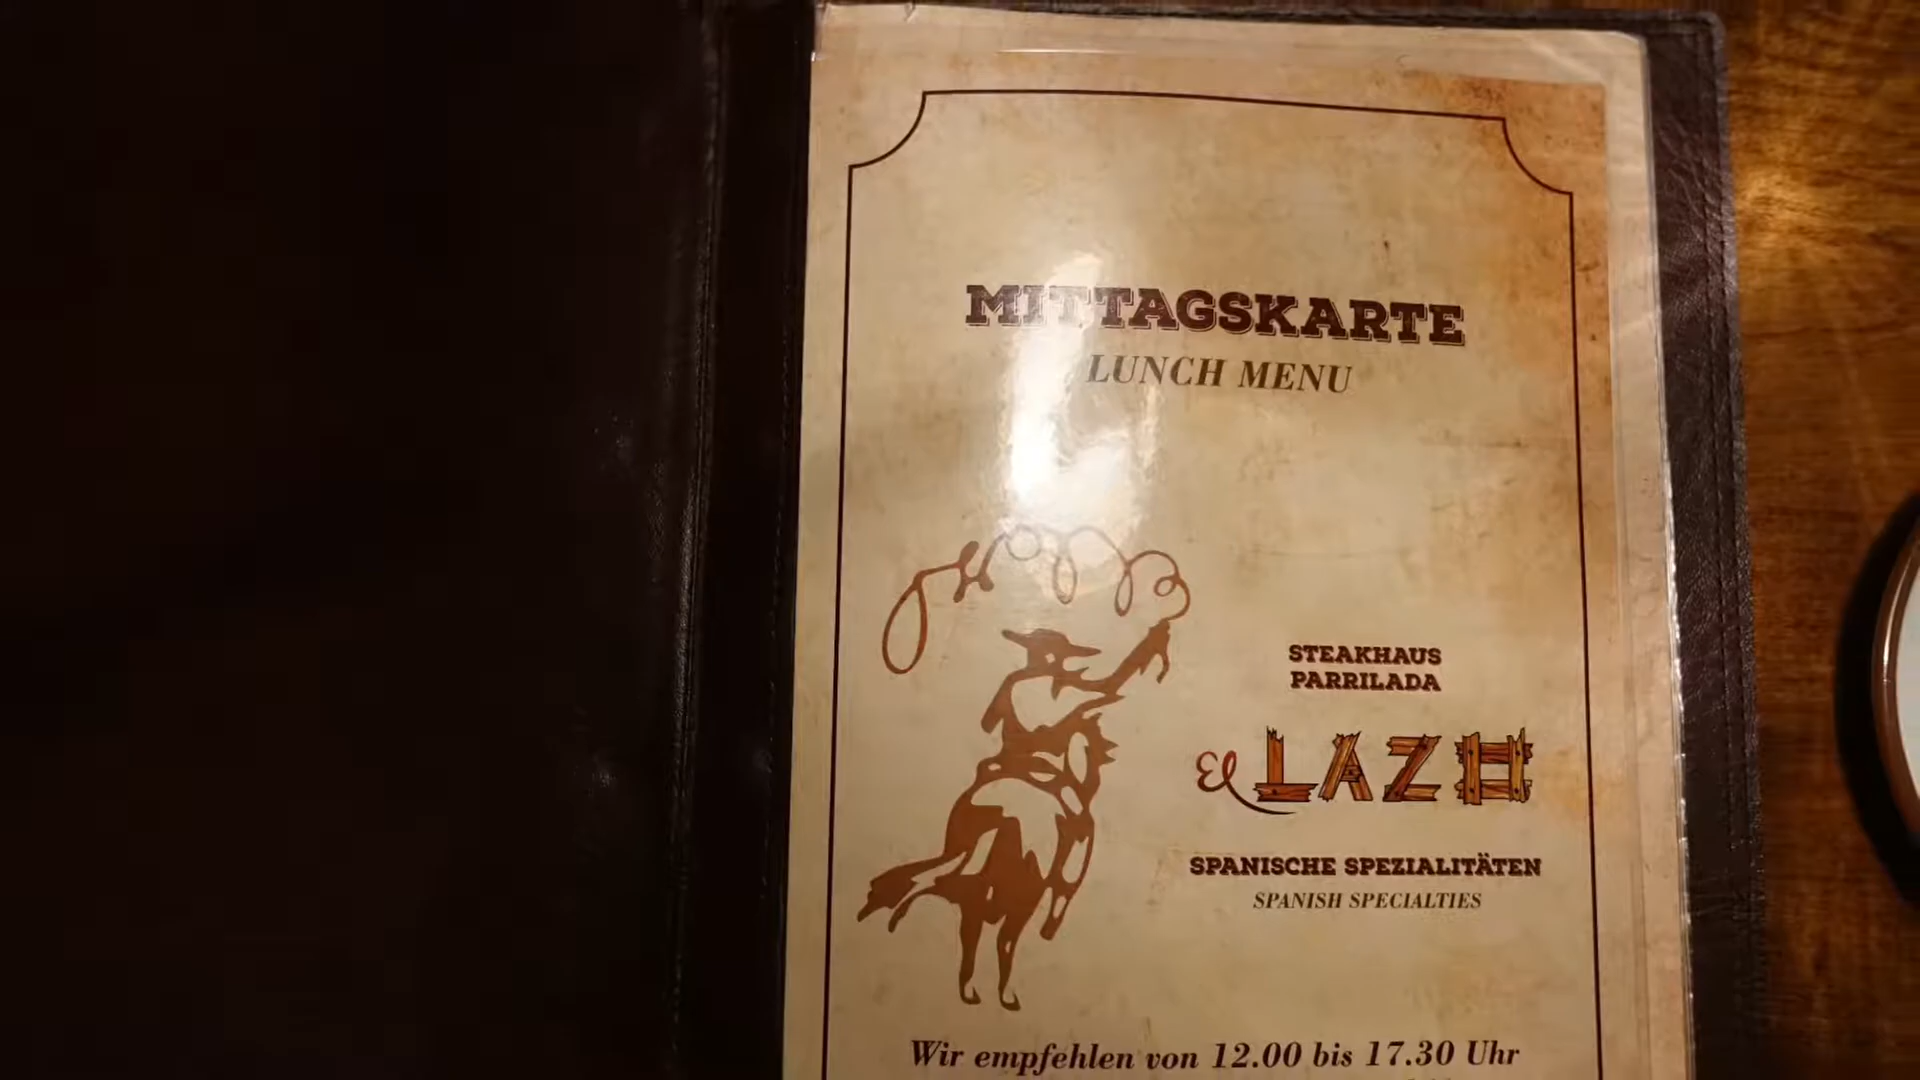 MITTAGSKARTE
LUNCH MENU
STEAKHAUS
PARRILADA
El LAZO
SPANISCHE SPEZIALITÄTEN
SPANISH SPECIALTIES
Wir empfehlen von 12.00 bis 17.30 Uhr